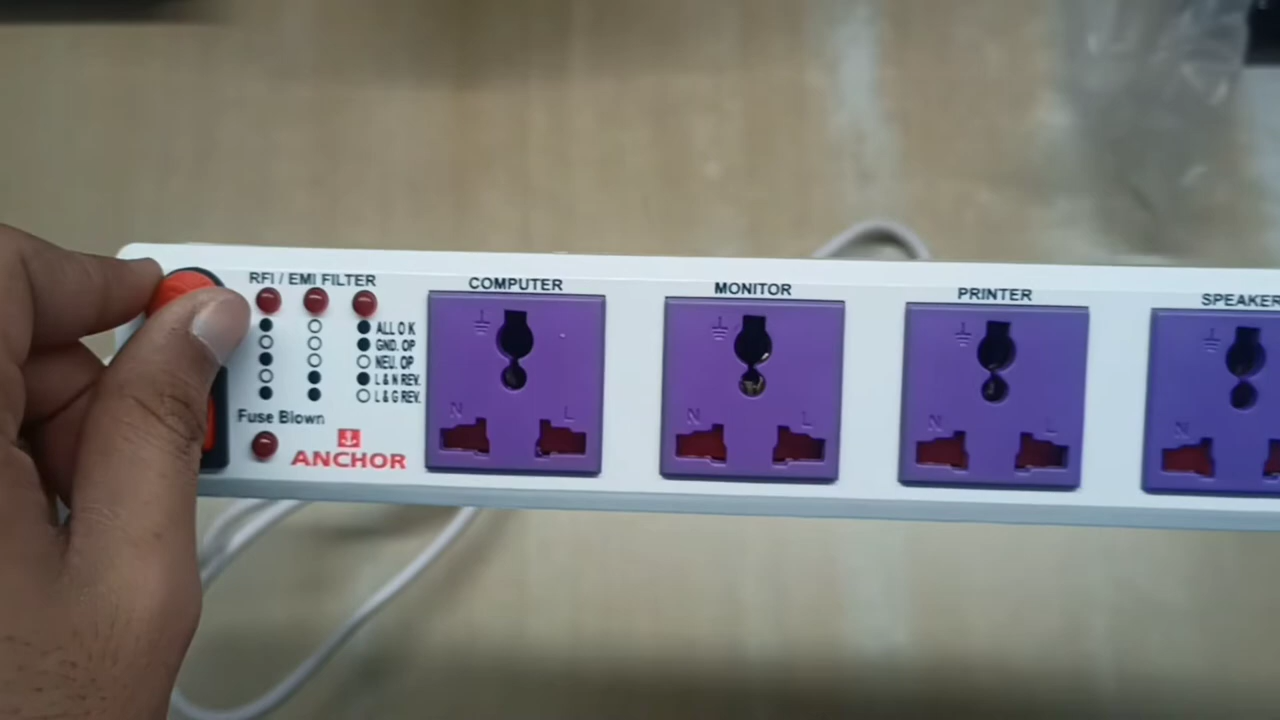 RFI / EMI FILTER
ALL O K
GND. OP
NEU. OP
L & N REV.
L & G REV.
Fuse Blown
ANCHOR
COMPUTER
N L
MONITOR
N L
PRINTER
N L
SPEAKER
N